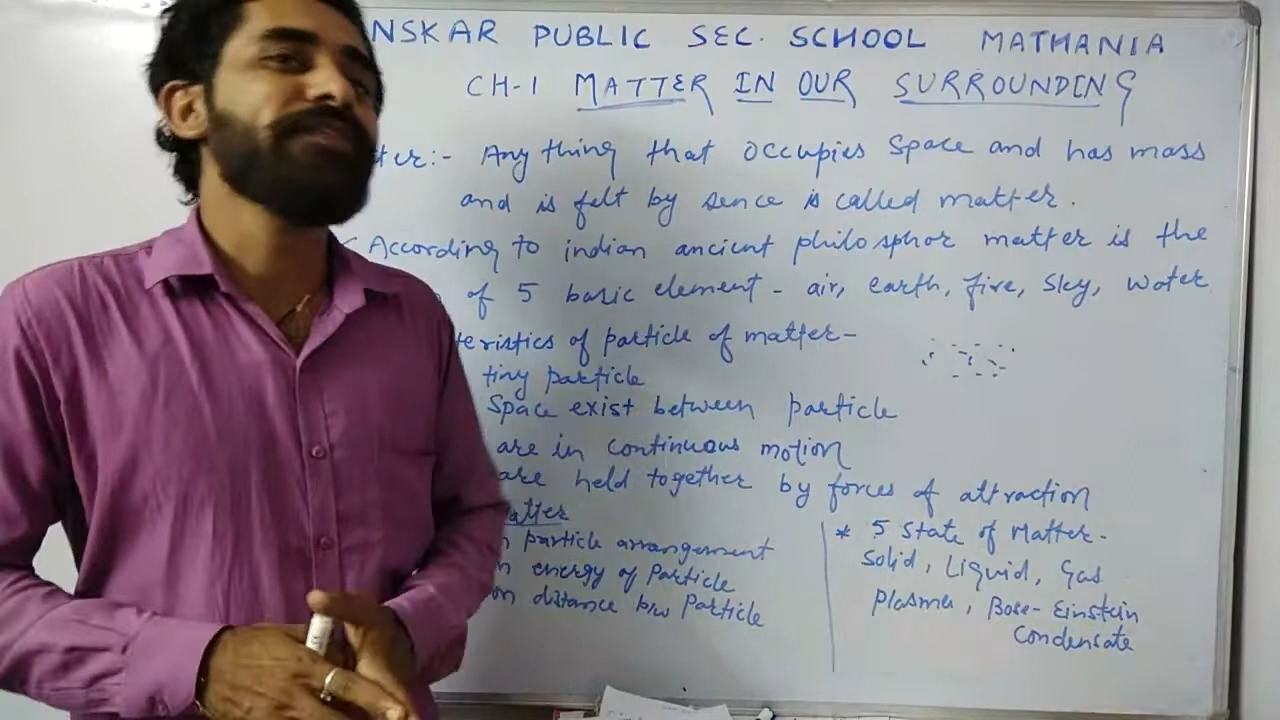 NSKAR PUBLIC SEC. SCHOOL MATHANIA
CH-1 MATTER IN OUR SURROUNDING
ter:- Any thing that occupies space and has mass
and is felt by sence is called matter.
According to indian ancient philosphor matter is the
of 5 basic element - air, earth, fire, sky, water
teristics of particle of matter-
tiny particle
Space exist between particle
are in continuous motion
are held together by forces of attraction
atter
n particle arrangement
n energy of Particle
on distance b/w Particle
* 5 State of Matter-
Solid, Liquid, Gas
Plasma, Bose-Einstein
Condensate